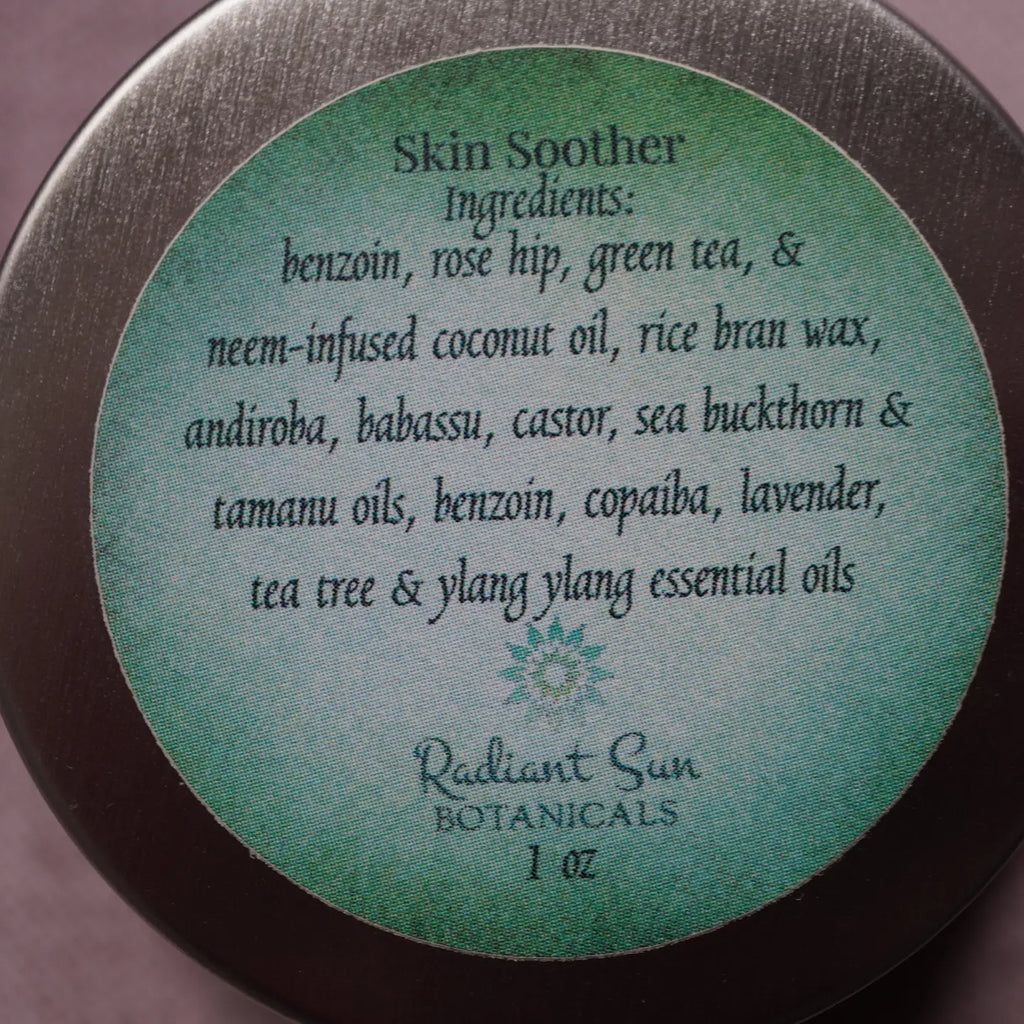 Skin Soother
Ingredients:
benzoin, rose hip, green tea, &
neem-infused coconut oil, rice bran wax,
andiroba, babassu, castor, sea buckthorn &
tamanu oils, benzoin, copaiba, lavender,
tea tree & ylang ylang essential oils
Radiant Sun
BOTANICALS
1 oz